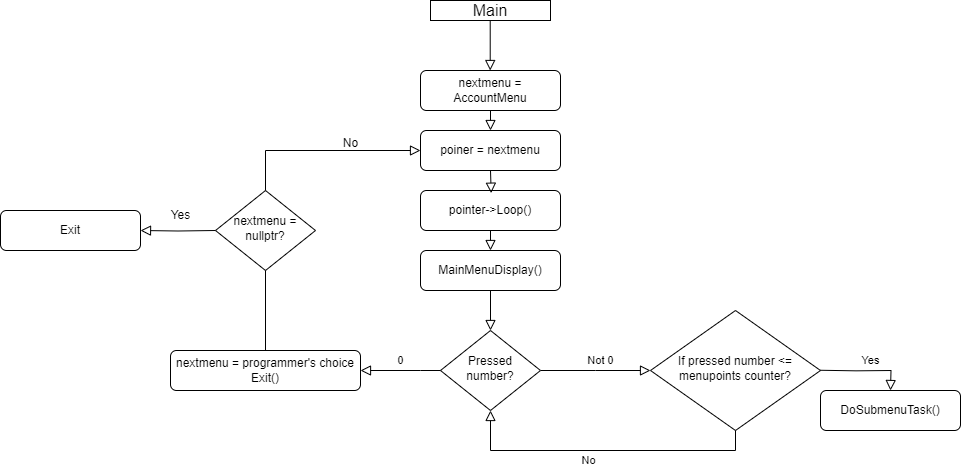 Main
nextmenu =
AccountMenu
No
poiner = nextmenu
pointer->Loop()
Exit
Yes
nextmenu =
nullptr?
MainMenuDisplay()
nextmenu = programmer's choice
Exit()
0
Pressed
number?
Not 0
If pressed number <=
menupoints counter?
Yes
DoSubmenuTask()
No